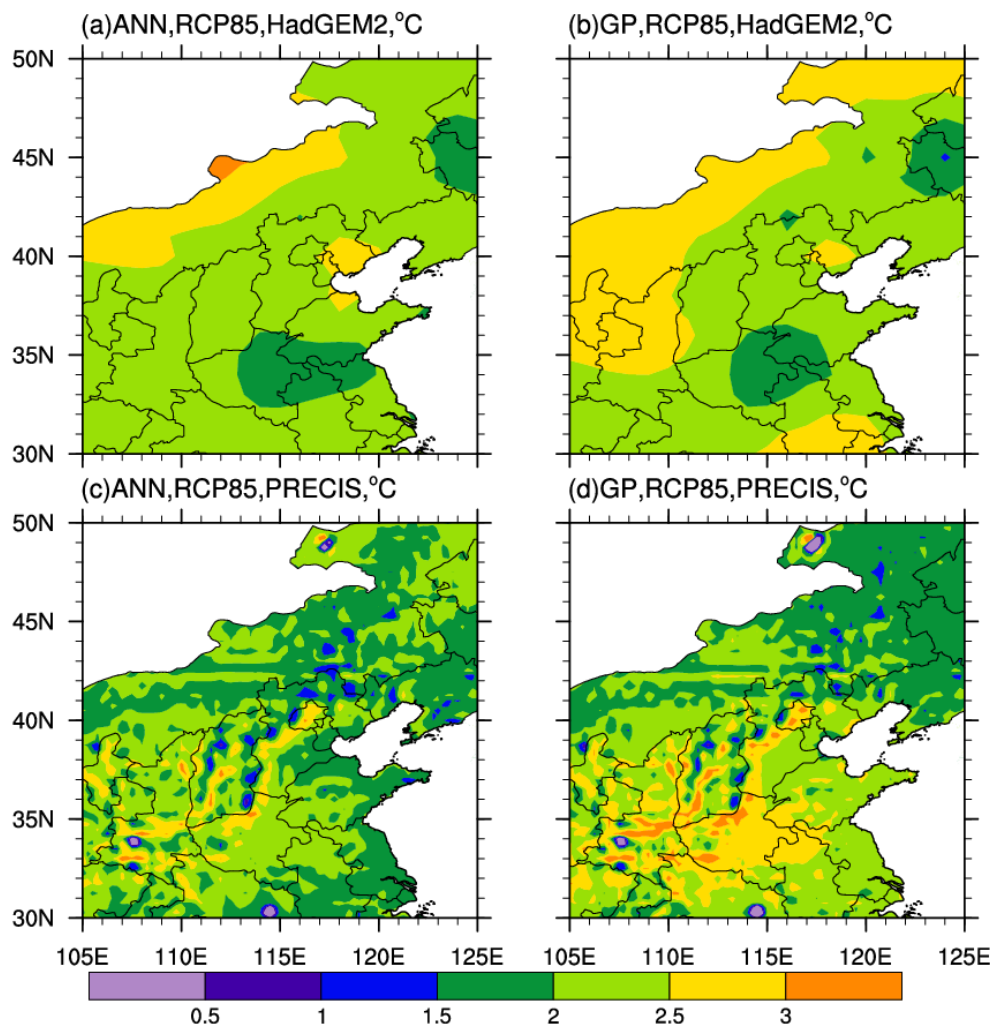 (a)ANN,RCP85,HadGEM2,°C (b)GP,RCP85,HadGEM2,°C
50N
45N
40N
35N
30N
(c)ANN,RCP85,PRECIS,°C (d)GP,RCP85,PRECIS,°C
50N
45N
40N
35N
30N
105E 110E 115E 120E 125E 105E 110E 115E 120E 125E
0.5 1 1.5 2 2.5 3